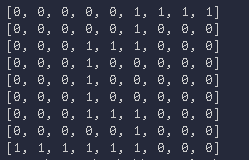 [0, 0, 0, 0, 0, 1, 1, 1, 1]
[0, 0, 0, 0, 0, 1, 0, 0, 0]
[0, 0, 0, 1, 1, 1, 0, 0, 0]
[0, 0, 0, 1, 0, 0, 0, 0, 0]
[0, 0, 0, 1, 0, 0, 0, 0, 0]
[0, 0, 0, 1, 0, 0, 0, 0, 0]
[0, 0, 0, 1, 1, 1, 0, 0, 0]
[0, 0, 0, 0, 0, 1, 0, 0, 0]
[1, 1, 1, 1, 1, 1, 0, 0, 0]